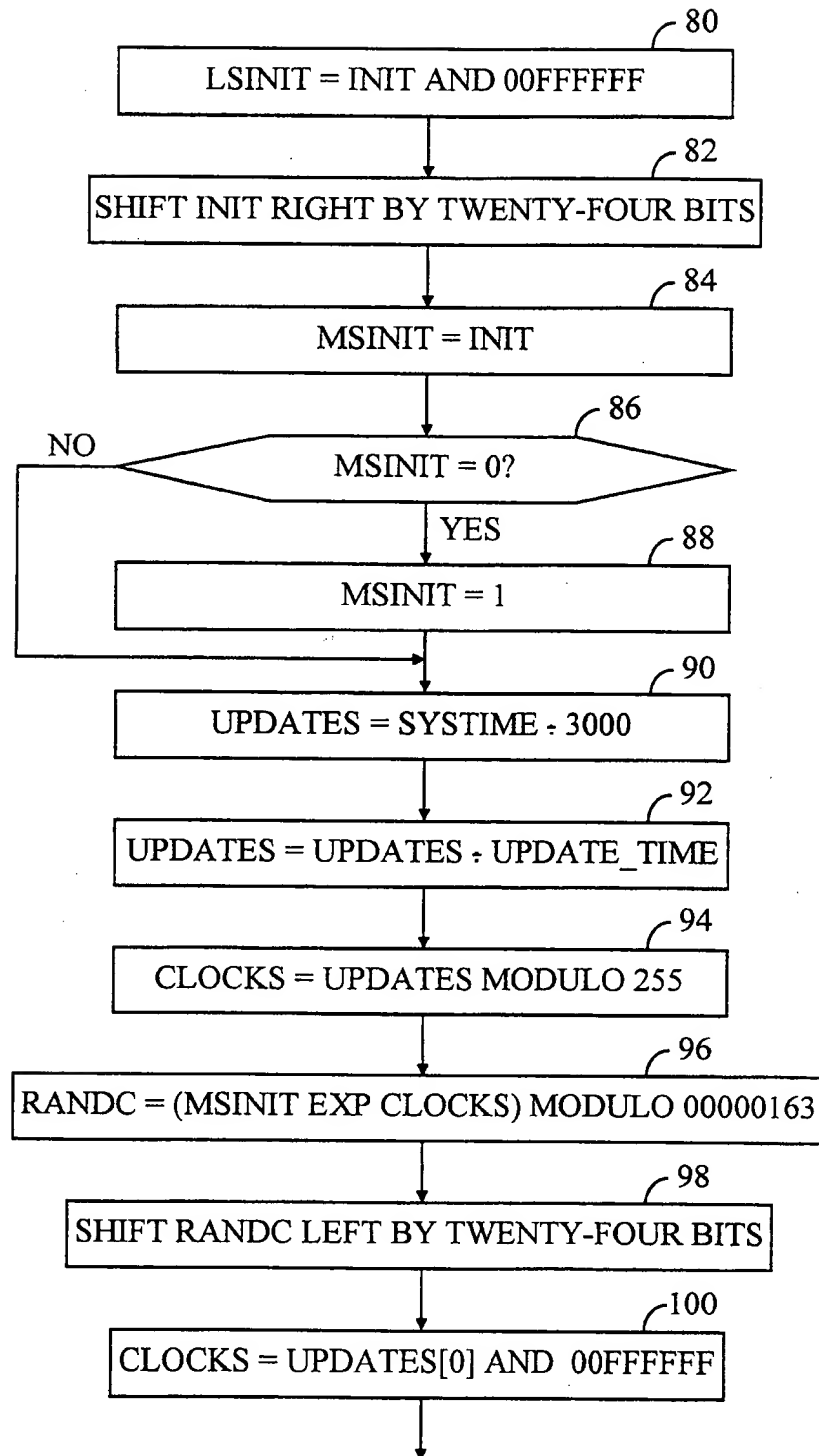 80
LSINIT = INIT AND 00FFFFFF
82
SHIFT INIT RIGHT BY TWENTY-FOUR BITS
84
MSINIT = INIT
86
NO
MSINIT = 0?
YES
88
MSINIT = 1
90
UPDATES = SYSTIME ÷ 3000
92
UPDATES = UPDATES ÷ UPDATE_TIME
94
CLOCKS = UPDATES MODULO 255
96
RANDC = (MSINIT EXP CLOCKS) MODULO 00000163
98
SHIFT RANDC LEFT BY TWENTY-FOUR BITS
100
CLOCKS = UPDATES[0] AND 00FFFFFF